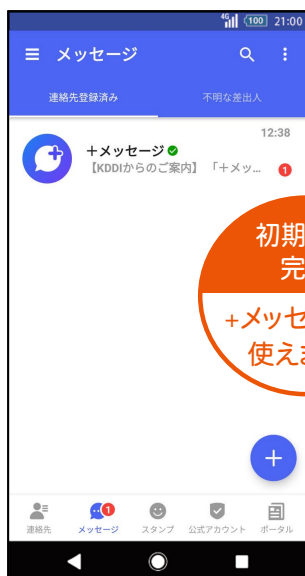 4G 100 21:00
メッセージ
連絡先登録済み 不明な差出人
12:38
+メッセージ
【KDDIからのご案内】 「+メッ... 1
初期
完
+メッセ
使えま
+
1
連絡先 メッセージ スタンプ 公式アカウント ポータル